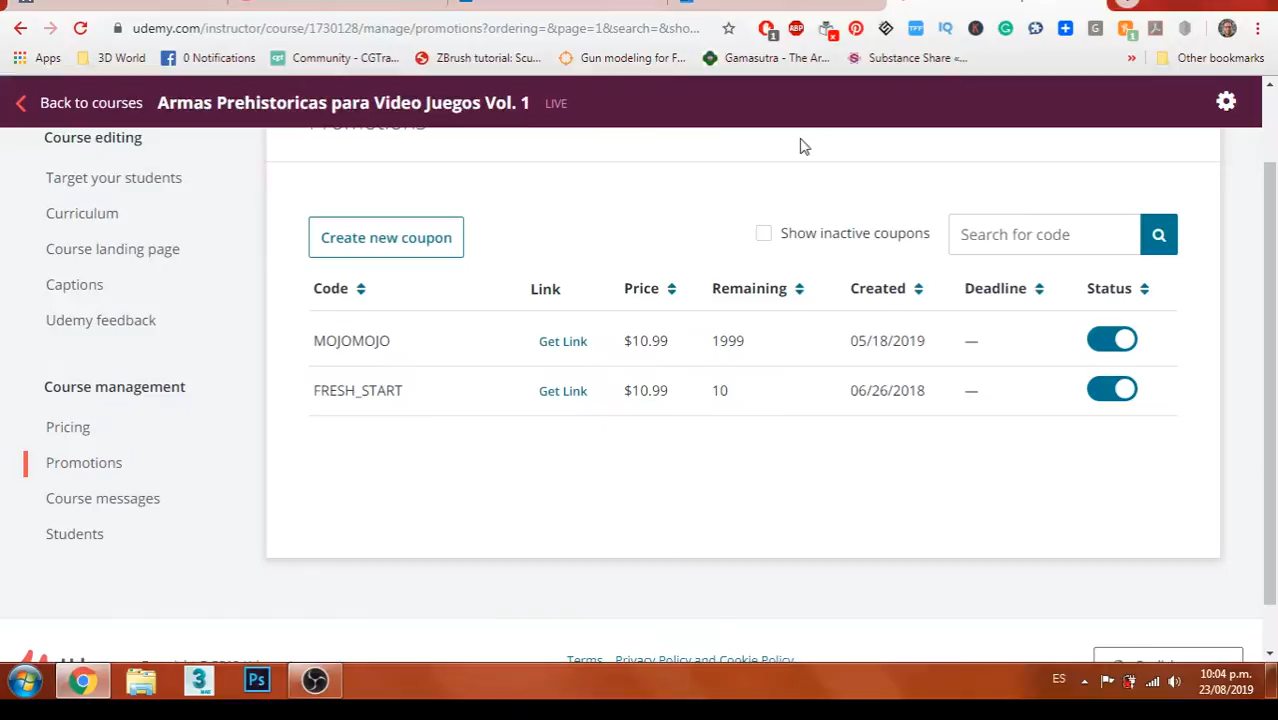 udemy.com/instructor/course/1730128/manage/promotions?ordering=&page=1&search=&sho...
Apps 3D World 0 Notifications Community - CGTra... ZBrush tutorial: Scu... Gun modeling for F... Gamasutra - The Ar... Substance Share «... » Other bookmarks
Back to courses Armas Prehistoricas para Video Juegos Vol. 1 LIVE
Promotions
Course editing
Target your students
Curriculum
Course landing page
Captions
Udemy feedback
Course management
Pricing
Promotions
Course messages
Students
Create new coupon Show inactive coupons Search for code
Code Link Price Remaining Created Deadline Status
MOJOMOJO Get Link $10.99 1999 05/18/2019 —
FRESH_START Get Link $10.99 10 06/26/2018 —
Terms Privacy Policy and Cookie Policy
Ps ES 10:04 p.m.
23/08/2019